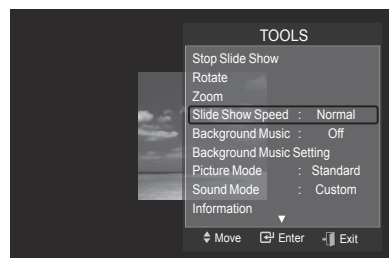 TOOLS
Stop Slide Show
Rotate
Zoom
Slide Show Speed : Normal
Background Music : Off
Background Music Setting
Picture Mode : Standard
Sound Mode : Custom
Information
Move Enter Exit